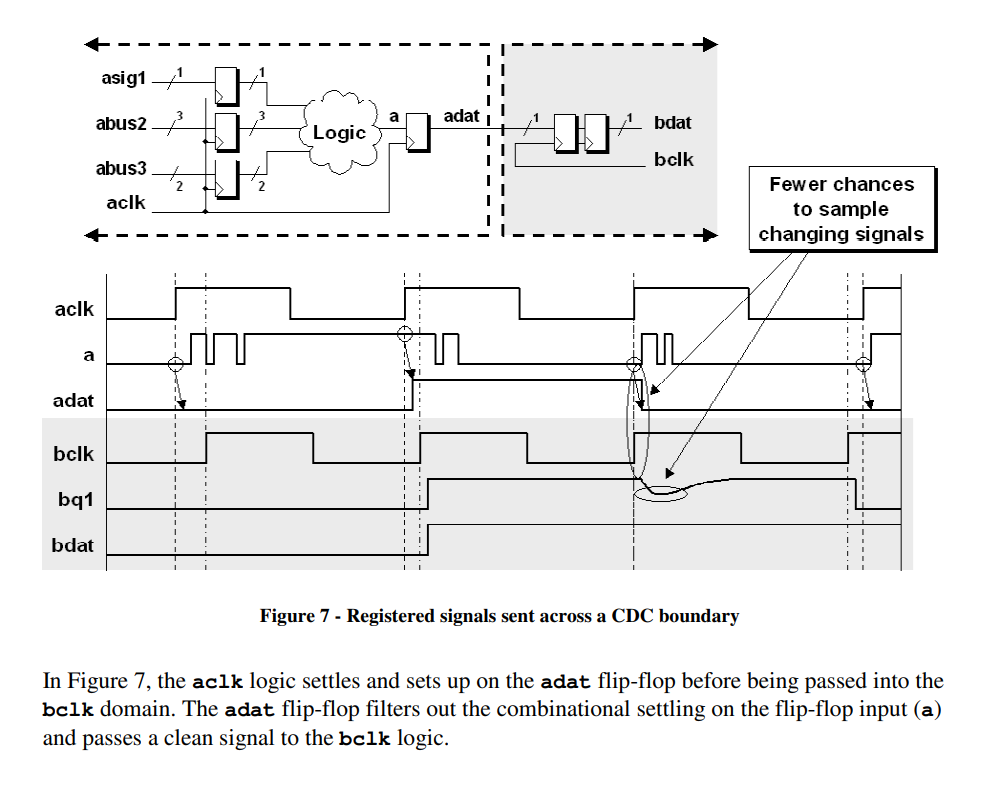 asig1 1 1
abus2 3 3 a adat 1 1 bdat
Logic
abus3 2 2 bclk
aclk
Fewer chances
to sample
changing signals
aclk
a
adat
bclk
bq1
bdat
Figure 7 - Registered signals sent across a CDC boundary
In Figure 7, the aclk logic settles and sets up on the adat flip-flop before being passed into the
bclk domain. The adat flip-flop filters out the combinational settling on the flip-flop input (a)
and passes a clean signal to the bclk logic.